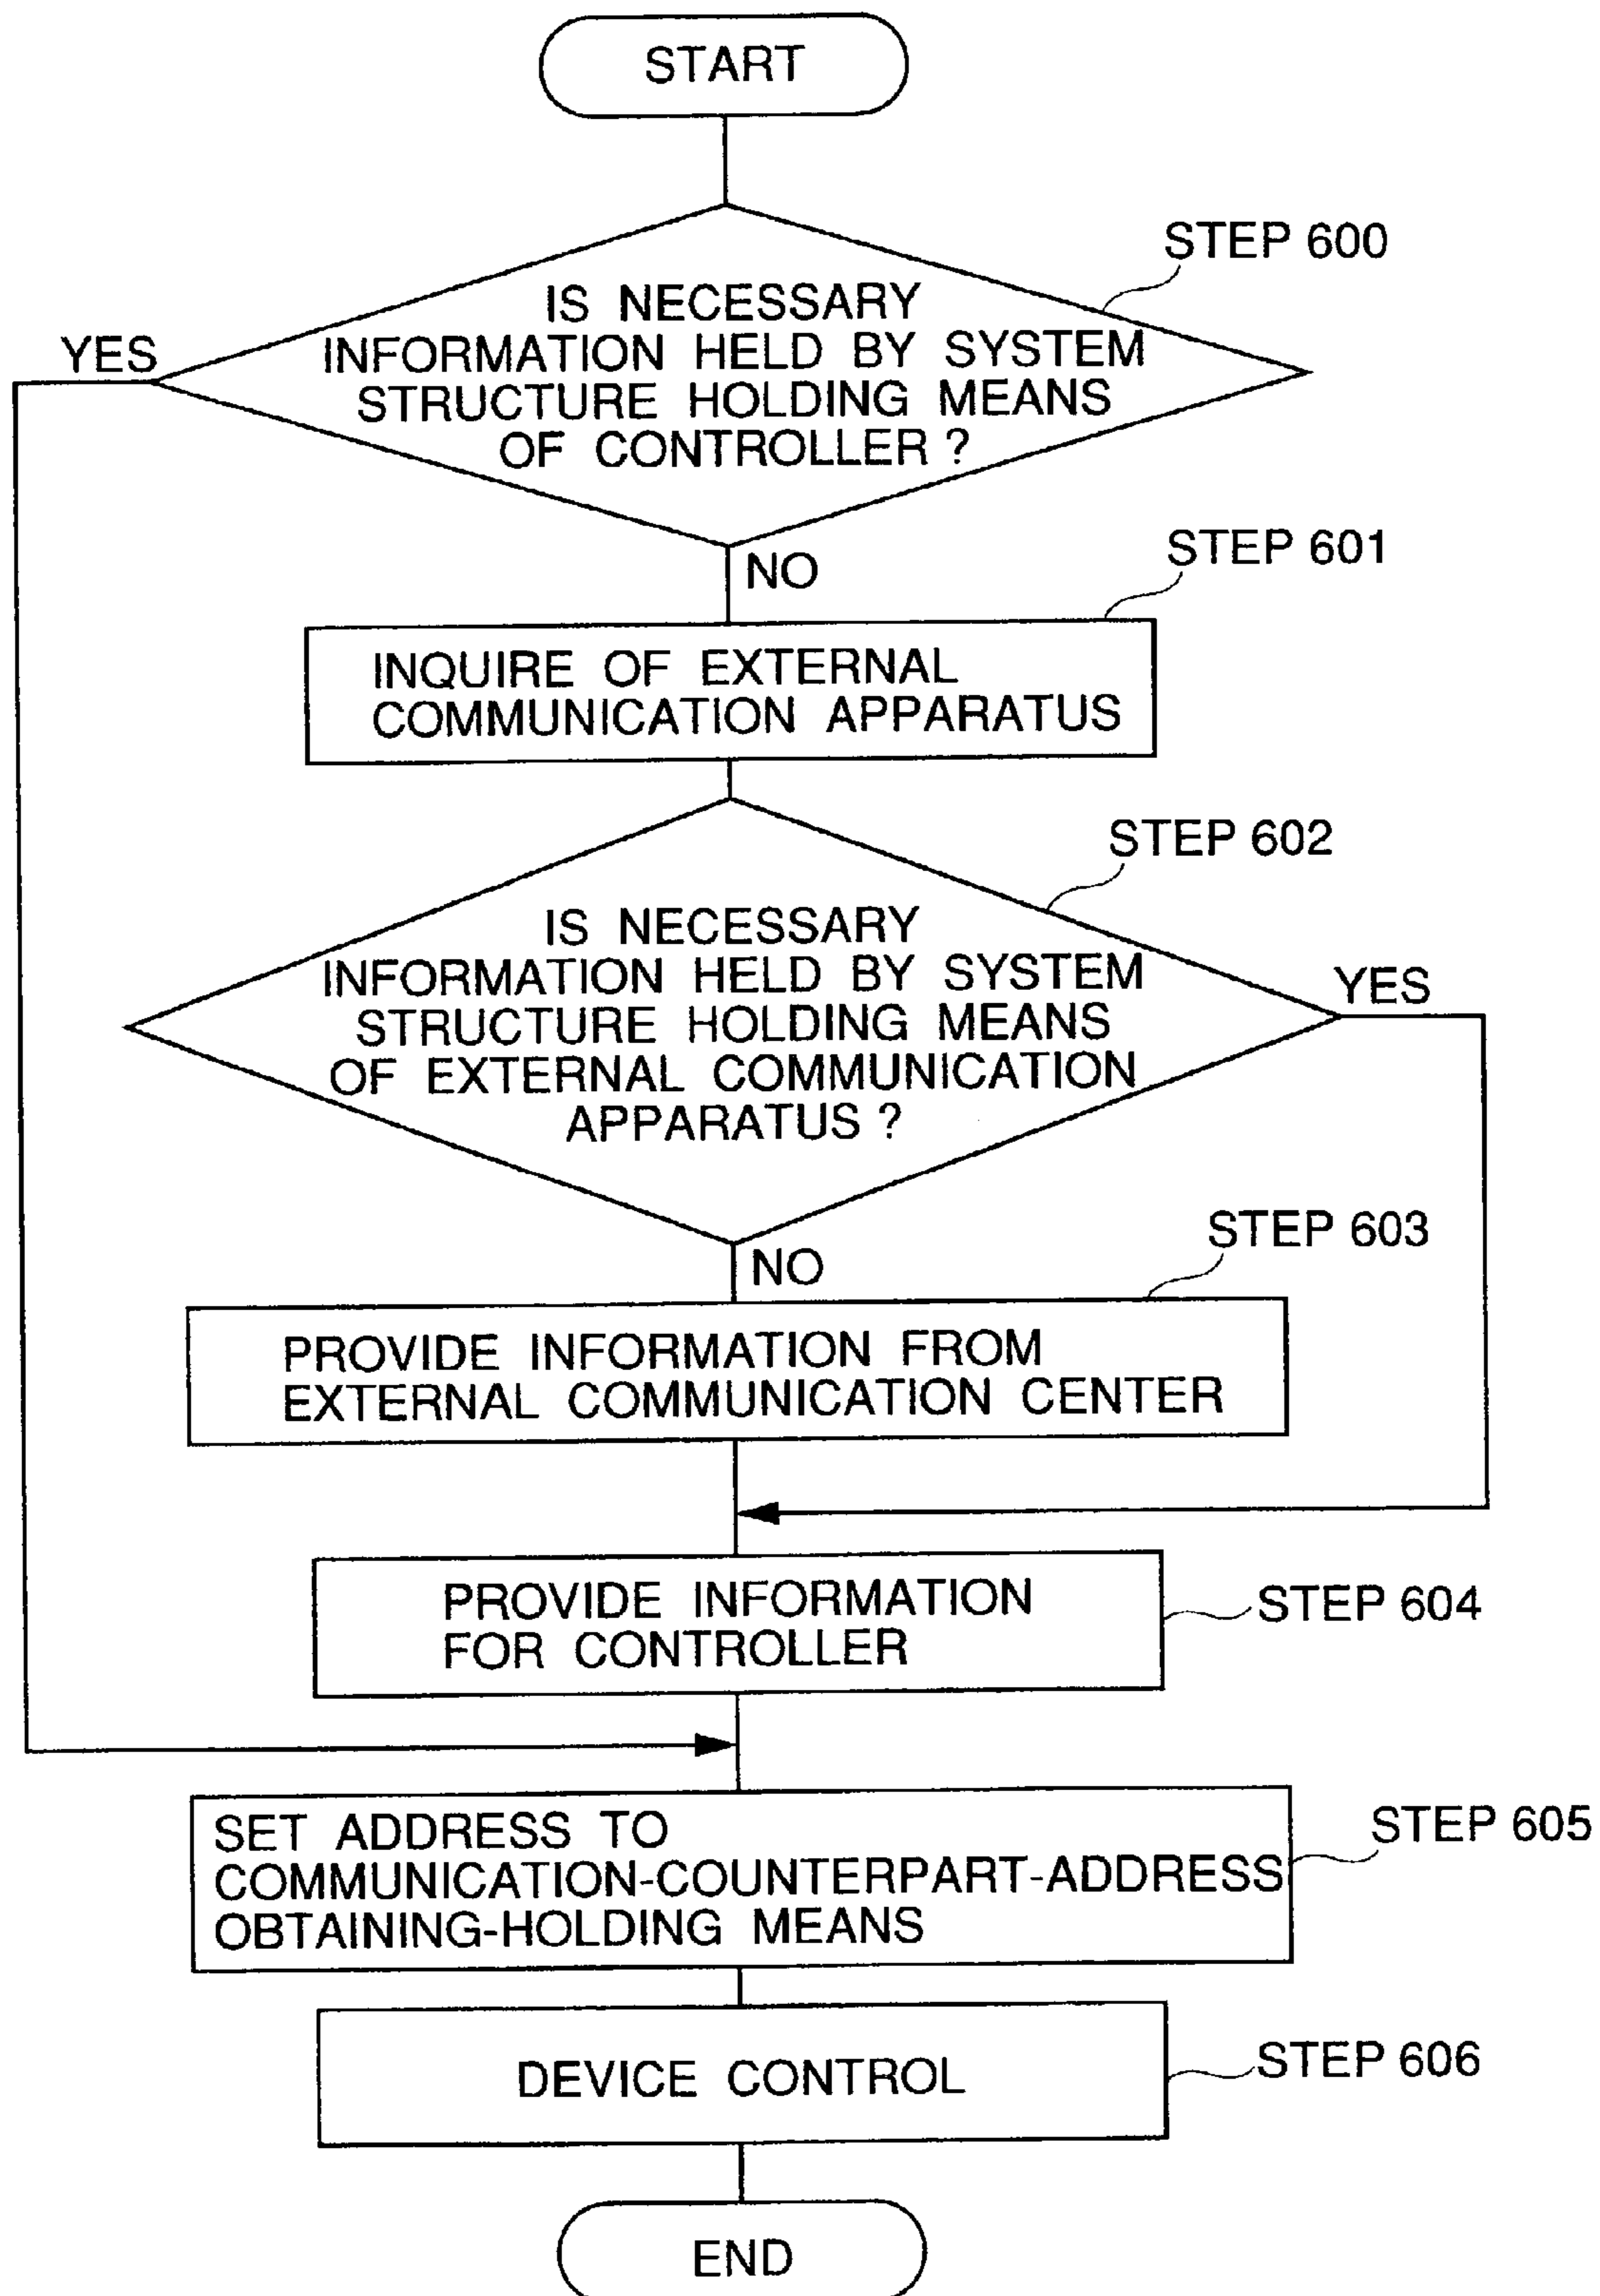 START
STEP 600
IS NECESSARY
YES
INFORMATION HELD BY SYSTEM
STRUCTURE HOLDING MEANS
OF CONTROLLER ?
NO
STEP 601
INQUIRE OF EXTERNAL
COMMUNICATION APPARATUS
STEP 602
IS NECESSARY
INFORMATION HELD BY SYSTEM
YES
STRUCTURE HOLDING MEANS
OF EXTERNAL COMMUNICATION
APPARATUS ?
NO
STEP 603
PROVIDE INFORMATION FROM
EXTERNAL COMMUNICATION CENTER
PROVIDE INFORMATION
FOR CONTROLLER
STEP 604
SET ADDRESS TO
COMMUNICATION-COUNTERPART-ADDRESS
OBTAINING-HOLDING MEANS
STEP 605
DEVICE CONTROL
STEP 606
END